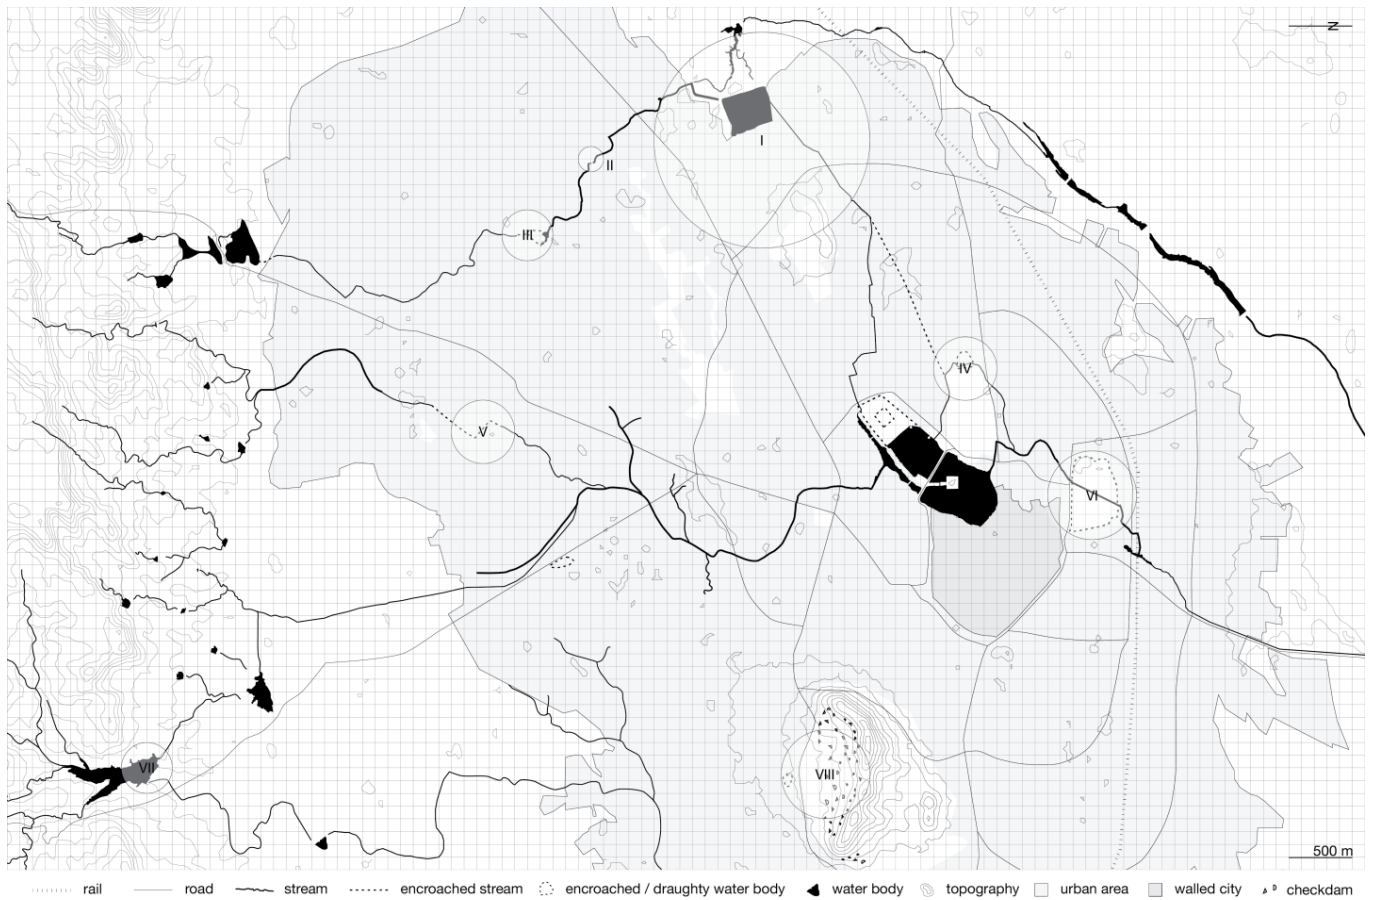 N
I
II
III
IV
V
VI
VII
VIII
500 m
rail road stream encroached stream encroached / draughty water body water body topography urban area walled city checkdam